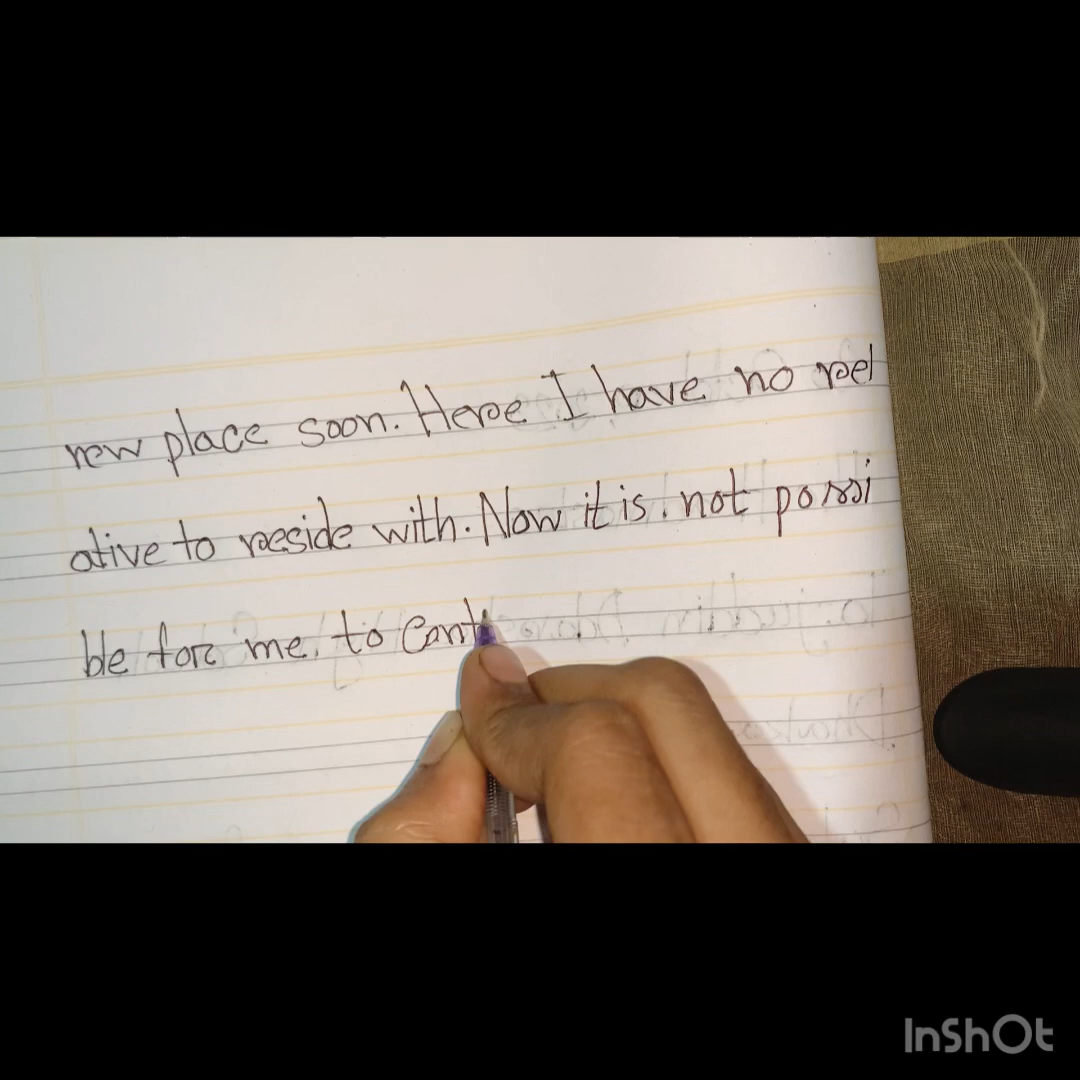 new place soon. Here I have no rel
ative to reside with. Now it is. not possi
ble for me. to Cont
InShOt